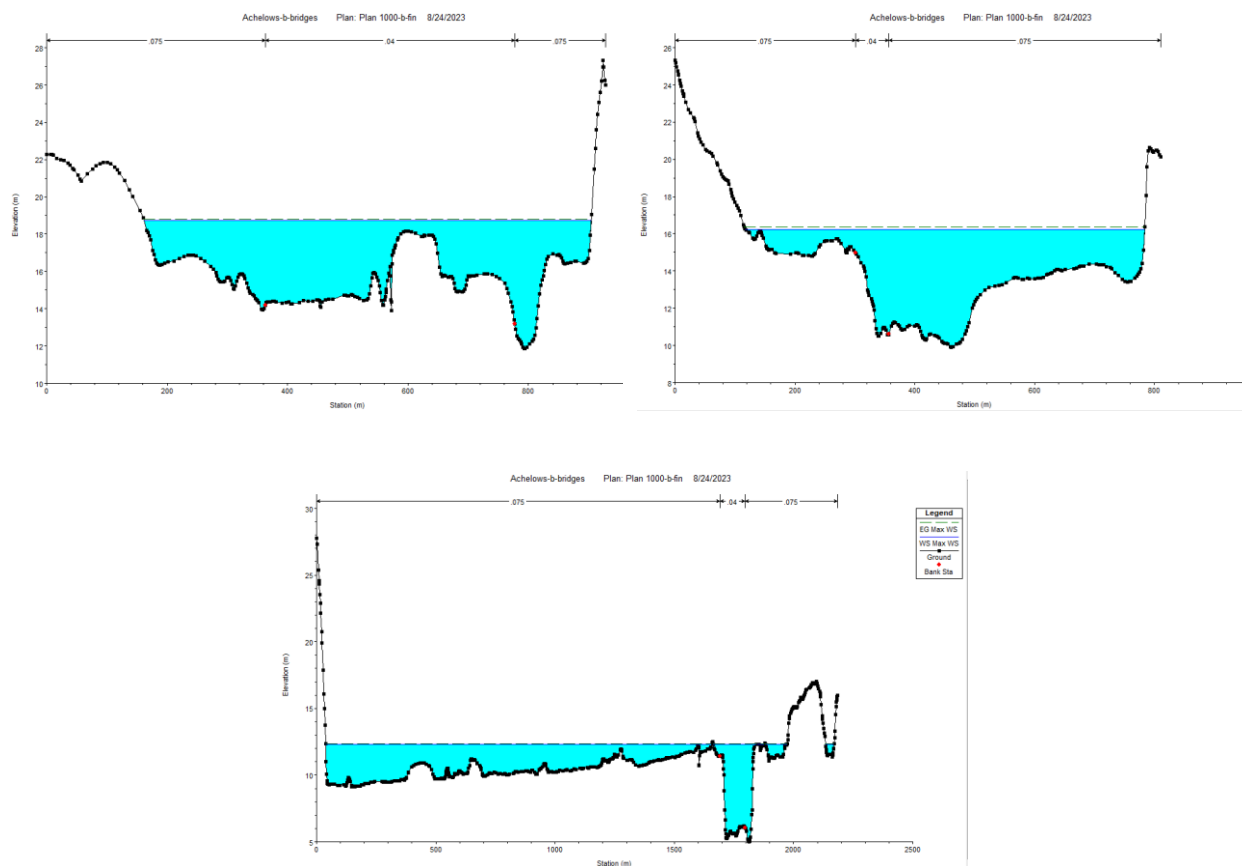 Achelows-b-bridges Plan: Plan 1000-b-fin 8/24/2023
.075 .04 .075
28
26
24
22
20
18
16
14
12
10
Elevation (m)
0 200 400 600 800
Station (m)
Achelows-b-bridges Plan: Plan 1000-b-fin 8/24/2023
.075 .04 .075
26
24
22
20
18
16
14
12
10
8
Elevation (m)
0 200 400 600 800
Station (m)
Achelows-b-bridges Plan: Plan 1000-b-fin 8/24/2023
.075 .04 .075
30
25
20
15
10
5
Elevation (m)
0 500 1000 1500 2000 2500
Station (m)
Legend
EG Max WS
WS Max WS
Ground
Bank Sta